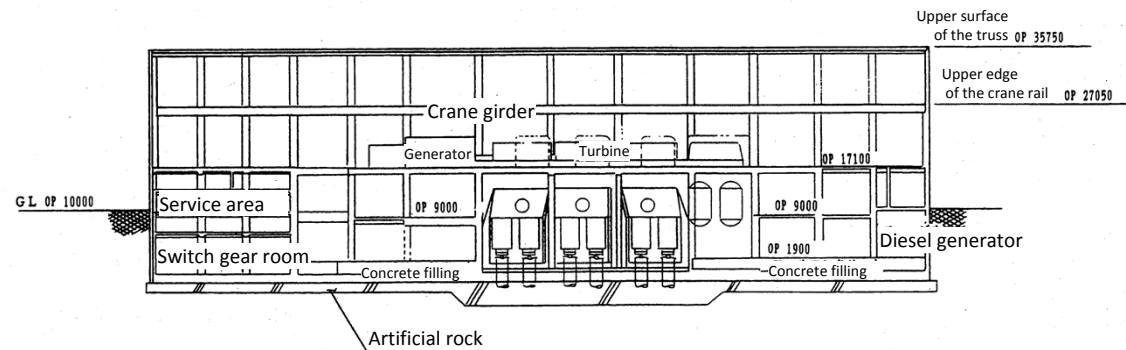 Upper surface
of the truss OP 35750
Upper edge
of the crane rail OP 27050
Crane girder
Generator
Turbine
OP 17100
GL OP 10000
Service area
OP 9000
OP 9000
Diesel generator
Switch gear room
OP 1900
Concrete filling
Concrete filling
Artificial rock